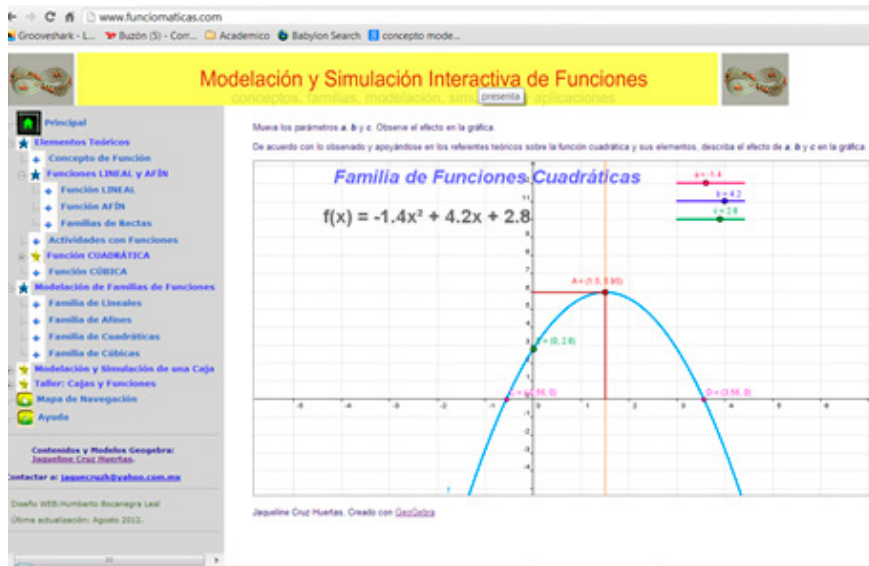 www.funciomaticas.com
Grooveshark - L... Buzón (5) - Corr... Academico Babylon Search concepto mode...
Modelación y Simulación Interactiva de Funciones
conceptos, familias, modelación, presenta aplicaciones
Principal
Elementos Teóricos
Concepto de Función
Funciones LINEAL y AFÍN
Función LINEAL
Función AFÍN
Familias de Rectas
Actividades con Funciones
Función CUADRÁTICA
Función CÚBICA
Modelación de Familias de Funciones
Familia de Lineales
Familia de Afines
Familia de Cuadráticas
Familia de Cúbicas
Modelación y Simulación de una Caja
Taller: Cajas y Funciones
Mapa de Navegación
Ayuda
Contenidos y Modelos Geogebra:
Jaqueline Cruz Huertas.
Contactar a: jaquecruzh@yahoo.com.mx
Diseño WEB:Humberto Bocanegra Leal
Última actualización: Agosto 2012.
Mueva los parámetros a, b y c. Observe el efecto en la gráfica
De acuerdo con lo observado y apoyándose en los referentes teóricos sobre la función cuadrática y sus elementos, describa el efecto de a, b y c en la gráfica.
Familia de Funciones Cuadráticas
f(x) = -1.4x² + 4.2x + 2.8
a = -1.4
b = 4.2
c = 2.8
A = (1.5, 5.95)
= (0, 2.8)
D = (3.56, 0)
Jaqueline Cruz Huertas, Creado con GeoGebra